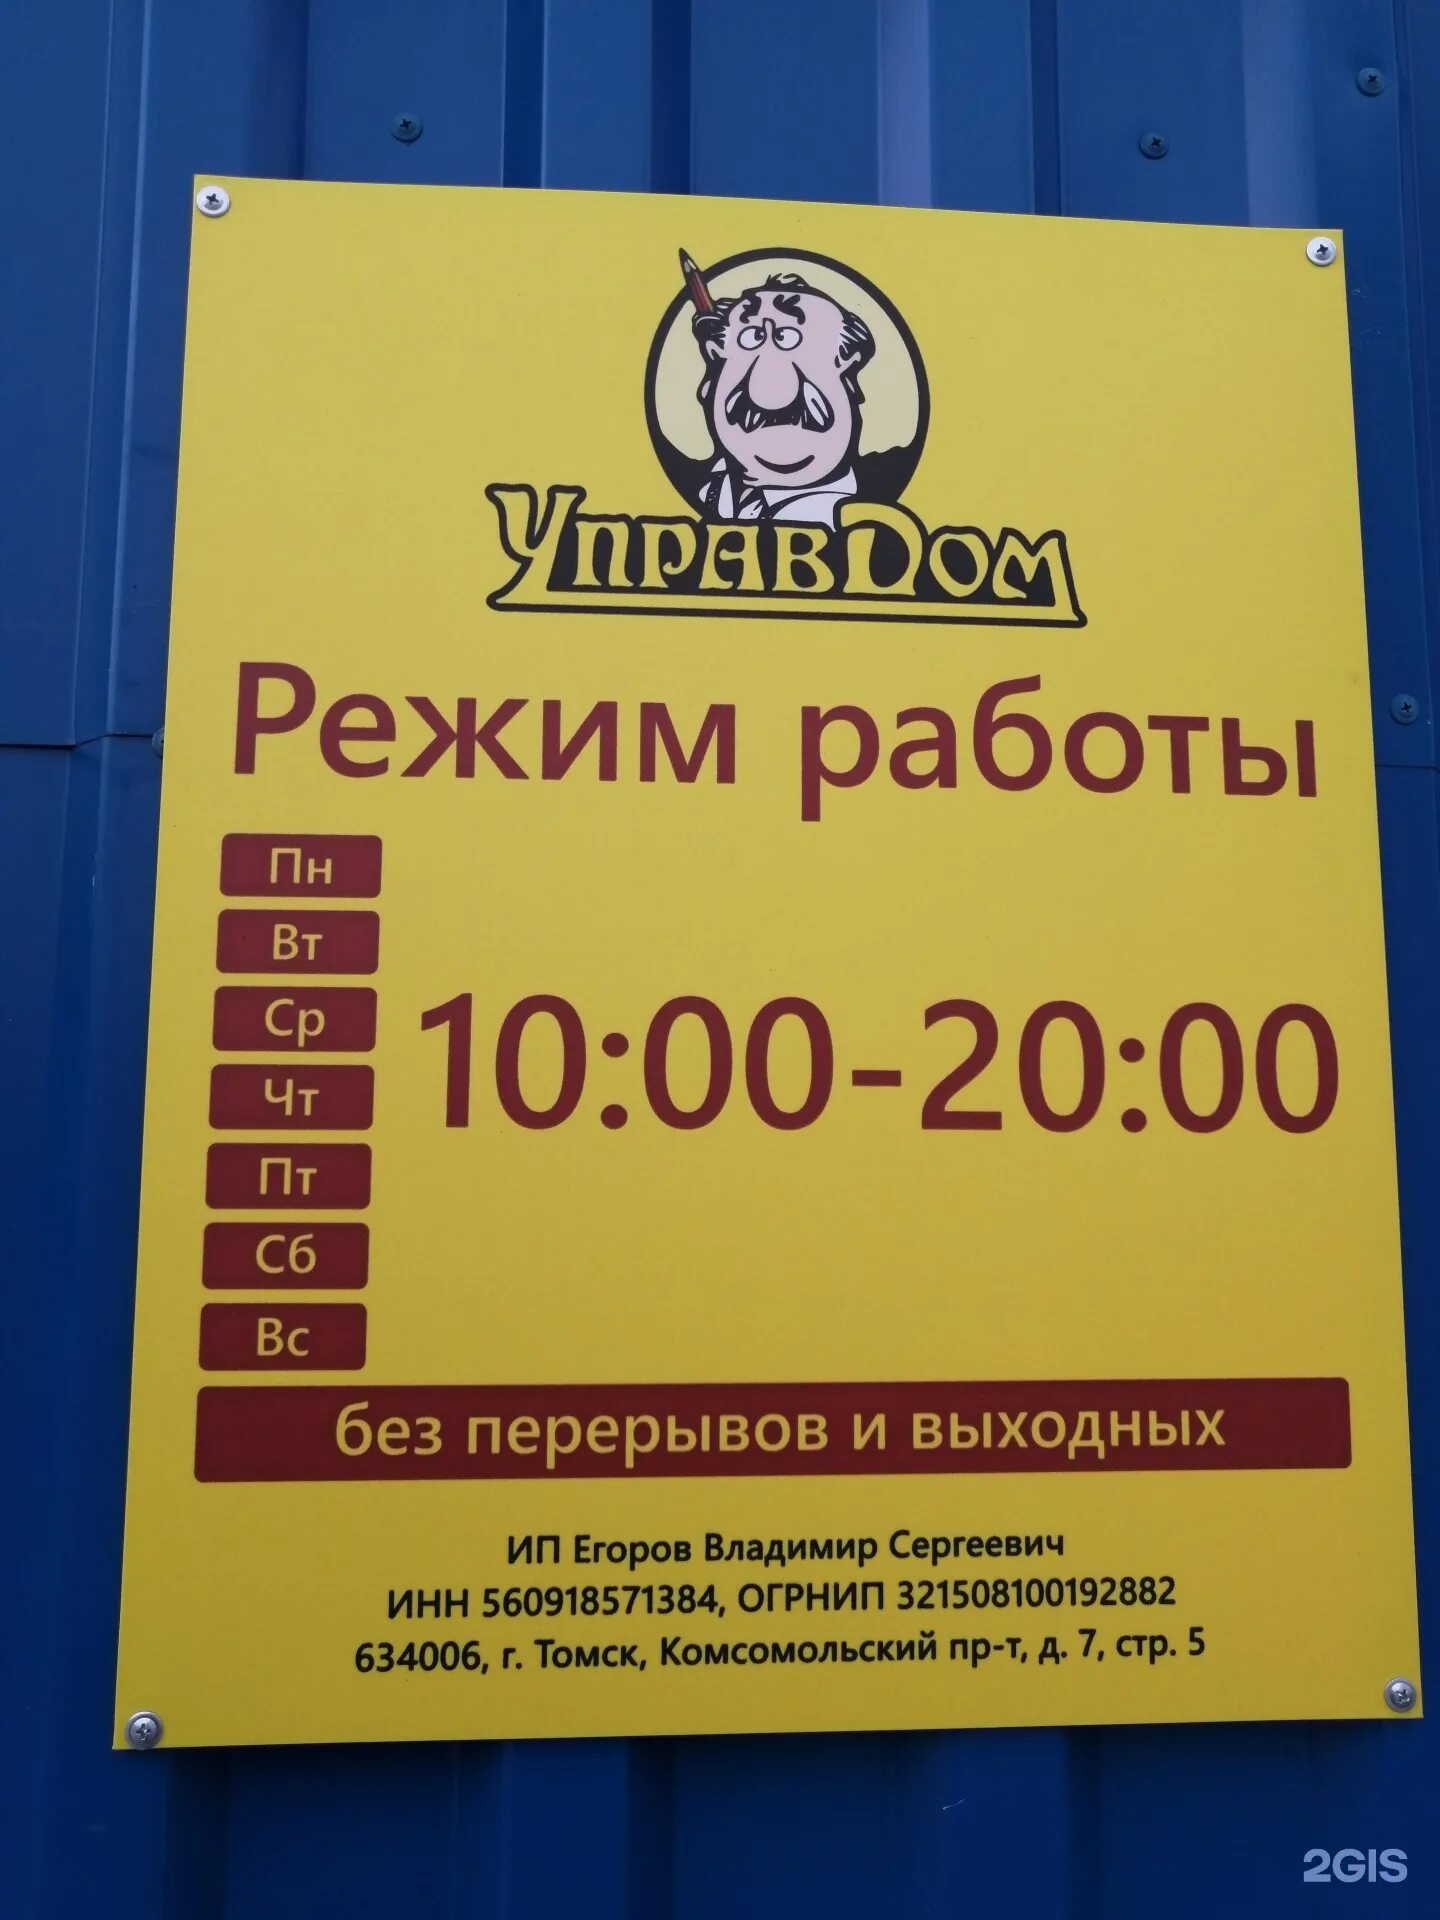 УправДом
Режим работы
Пн
Вт
Ср
Чт
Пт
Сб
Вс
10:00-20:00
без перерывов и выходных
ИП Егоров Владимир Сергеевич
ИНН 560918571384, ОГРНИП 321508100192882
634006, г. Томск, Комсомольский пр-т, д. 7, стр. 5
2GIS